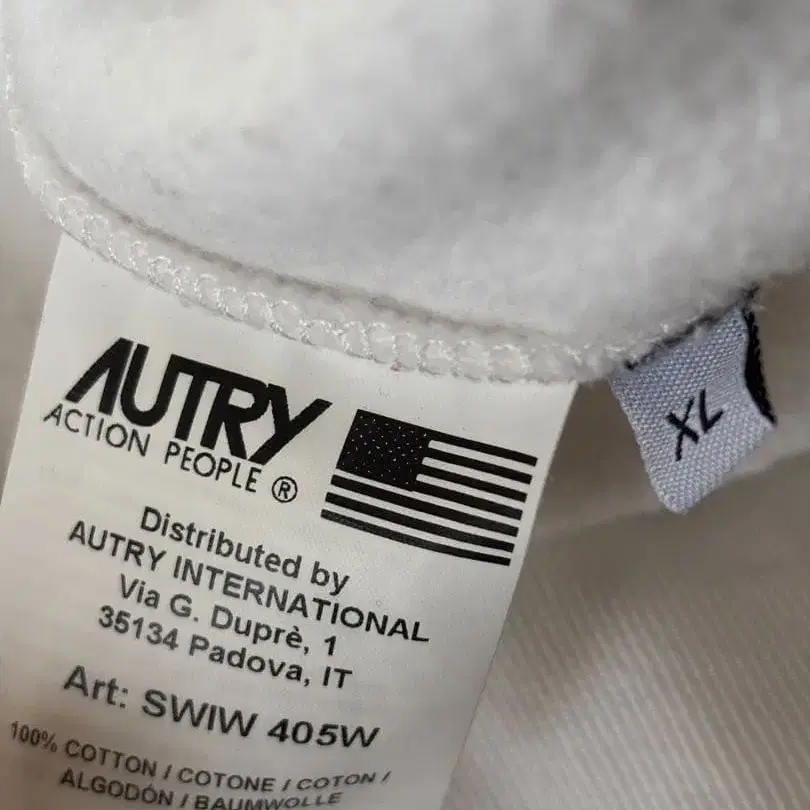 AUTRY
ACTION PEOPLE ®
Distributed by
AUTRY INTERNATIONAL
Via G. Duprè, 1
35134 Padova, IT
Art: SWIW 405W
100% COTTON / COTONE / COTON /
ALGODÓN / BAUMWOLLE
XL